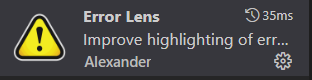 Error Lens 35ms
Improve highlighting of err...
Alexander